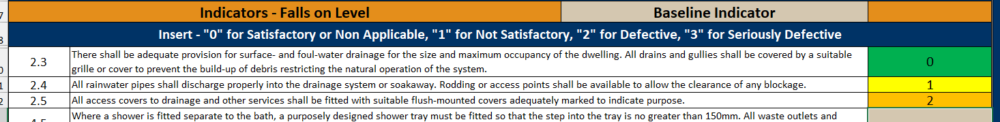 7 Indicators - Falls on Level Baseline Indicator
8 Insert - "0" for Satisfactory or Non Applicable, "1" for Not Satisfactory, "2" for Defective, "3" for Seriously Defective
There shall be adequate provision for surface- and foul-water drainage for the size and maximum occupancy of the dwelling. All drains and gullies shall be covered by a suitable
0 2.3 0
grille or cover to prevent the build-up of debris restricting the natural operation of the system.
1 2.4 All rainwater pipes shall discharge properly into the drainage system or soakaway. Rodding or access points shall be available to allow the clearance of any blockage. 1
2 2.5 All access covers to drainage and other services shall be fitted with suitable flush-mounted covers adequately marked to indicate purpose. 2
Where a shower is fitted separate to the bath, a purposely designed shower tray must be fitted so that the step into the tray is no greater than 150mm. All waste outlets and